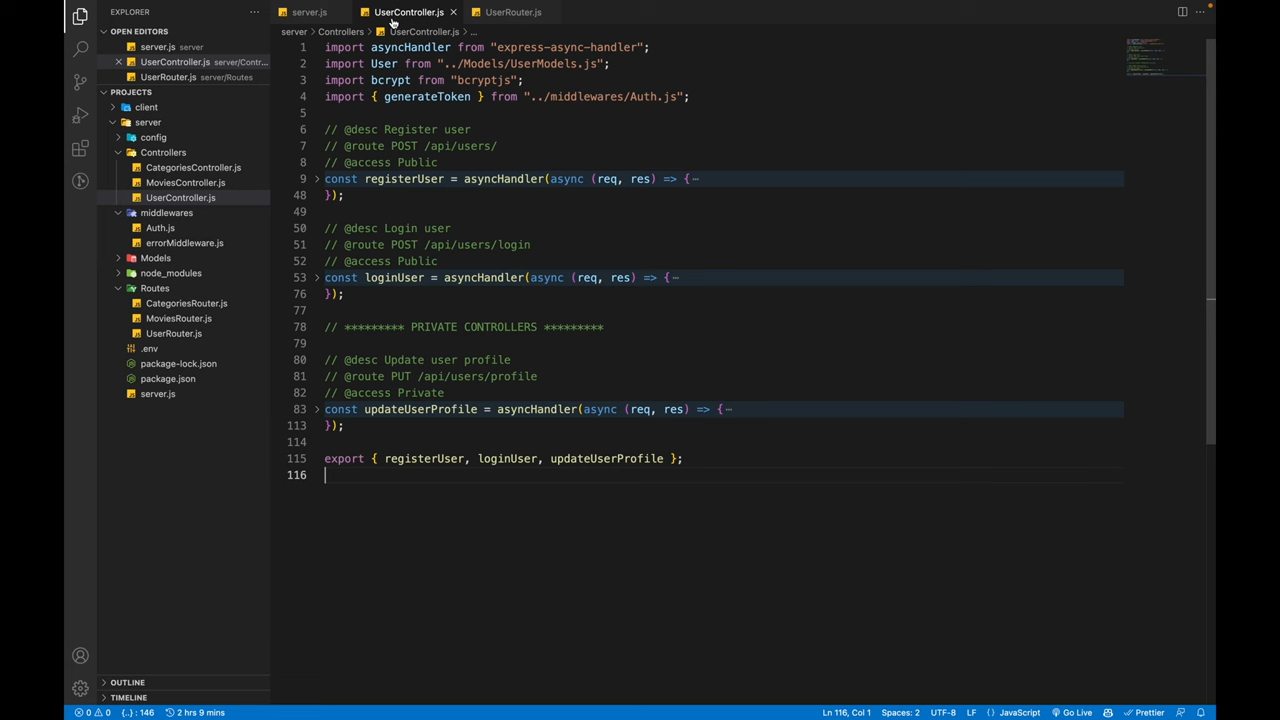 EXPLORER
OPEN EDITORS
server.js server
UserController.js server/Contr...
UserRouter.js server/Routes
PROJECTS
client
server
config
Controllers
CategoriesController.js
MoviesController.js
UserController.js
middlewares
Auth.js
errorMiddleware.js
Models
node_modules
Routes
CategoriesRouter.js
MoviesRouter.js
UserRouter.js
.env
package-lock.json
package.json
server.js
OUTLINE
TIMELINE
server.js UserController.js UserRouter.js
server > Controllers > UserController.js > ...
1 import asyncHandler from "express-async-handler";
2 import User from "../Models/UserModels.js";
3 import bcrypt from "bcryptjs";
4 import { generateToken } from "../middlewares/Auth.js";
5
6 // @desc Register user
7 // @route POST /api/users/
8 // @access Public
9 const registerUser = asyncHandler(async (req, res) => {⋯
48 });
49
50 // @desc Login user
51 // @route POST /api/users/login
52 // @access Public
53 const loginUser = asyncHandler(async (req, res) => {⋯
76 });
77
78 // ********* PRIVATE CONTROLLERS *********
79
80 // @desc Update user profile
81 // @route PUT /api/users/profile
82 // @access Private
83 const updateUserProfile = asyncHandler(async (req, res) => {⋯
113 });
114
115 export { registerUser, loginUser, updateUserProfile };
116
0 0 {..} : 146 2 hrs 9 mins Ln 116, Col 1 Spaces: 2 UTF-8 LF JavaScript Go Live Prettier